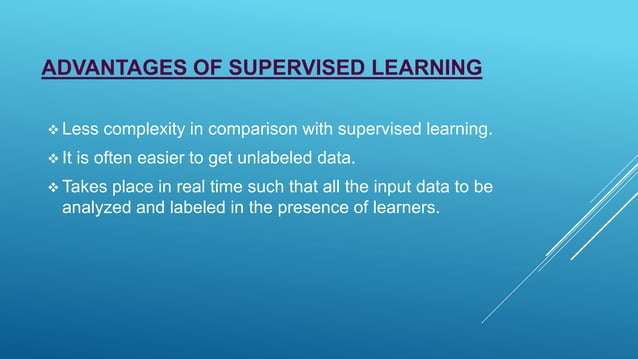 ADVANTAGES OF SUPERVISED LEARNING
❖ Less complexity in comparison with supervised learning.
❖ It is often easier to get unlabeled data.
❖ Takes place in real time such that all the input data to be
analyzed and labeled in the presence of learners.